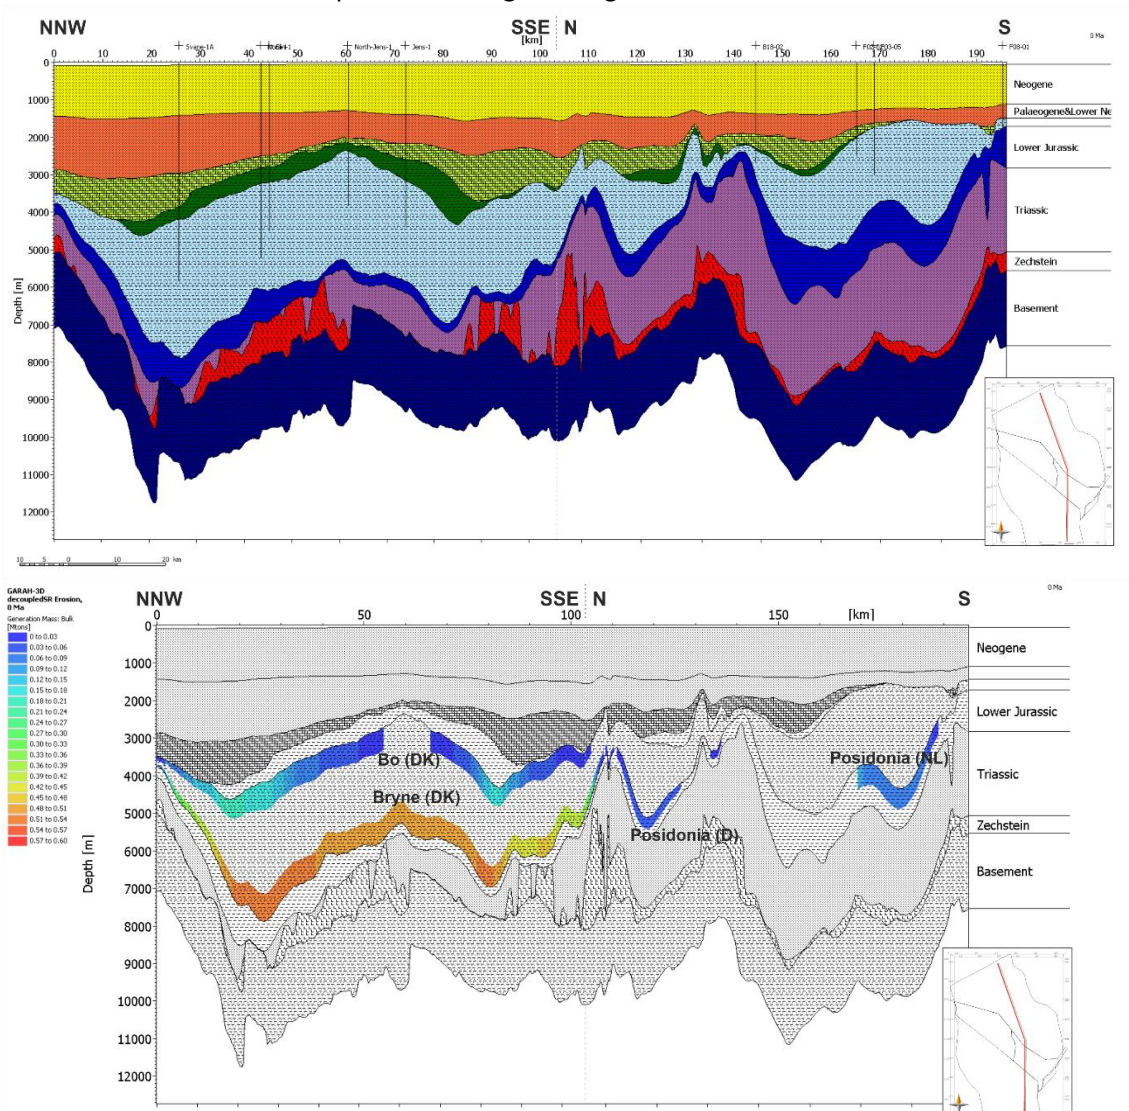 NNW SSE N S
[km]
0 10 20 30 40 50 60 70 80 90 100 110 120 130 140 150 160 170 180 190
Svane-1A North-Jens-1 Jens-1 B18-02 F03-05 F08-01
0 Ma
0
1000
2000
3000
4000
5000
6000
7000
8000
9000
10000
11000
12000
Depth [m]
Neogene
Palaeogene&Lower Ne
Lower Jurassic
Triassic
Zechstein
Basement
10 5 0 10 20 km
GARAH-3D
decoupledSR Erosion,
0 Ma
Generation Mass: Bulk
[Mtons]
0 to 0.03
0.03 to 0.06
0.06 to 0.09
0.09 to 0.12
0.12 to 0.15
0.15 to 0.18
0.18 to 0.21
0.21 to 0.24
0.24 to 0.27
0.27 to 0.30
0.30 to 0.33
0.33 to 0.36
0.36 to 0.39
0.39 to 0.42
0.42 to 0.45
0.45 to 0.48
0.48 to 0.51
0.51 to 0.54
0.54 to 0.57
0.57 to 0.60
NNW SSE N S
0 50 100 150 [km]
0 Ma
0
1000
2000
3000
4000
5000
6000
7000
8000
9000
10000
11000
12000
Depth [m]
Bo (DK)
Bryne (DK)
Posidonia (D)
Posidonia (NL)
Neogene
Lower Jurassic
Triassic
Zechstein
Basement